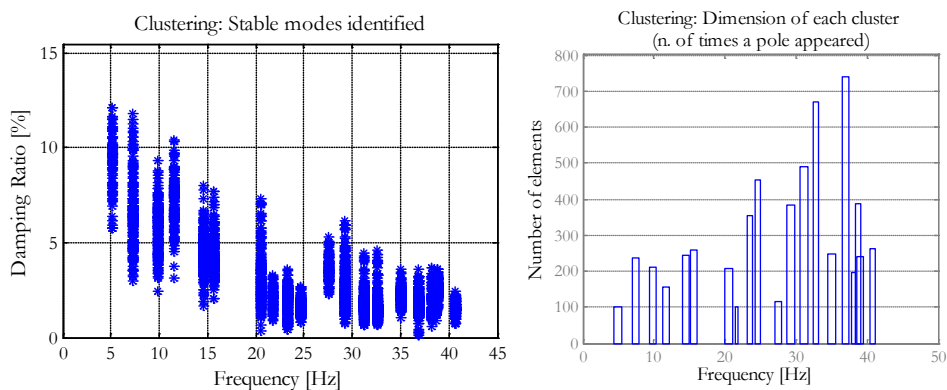 Clustering: Stable modes identified
15
10
5
0
0 5 10 15 20 25 30 35 40 45
Damping Ratio [%]
Frequency [Hz]
Clustering: Dimension of each cluster
(n. of times a pole appeared)
800
700
600
500
400
300
200
100
0
0 10 20 30 40 50
Number of elements
Frequency [Hz]